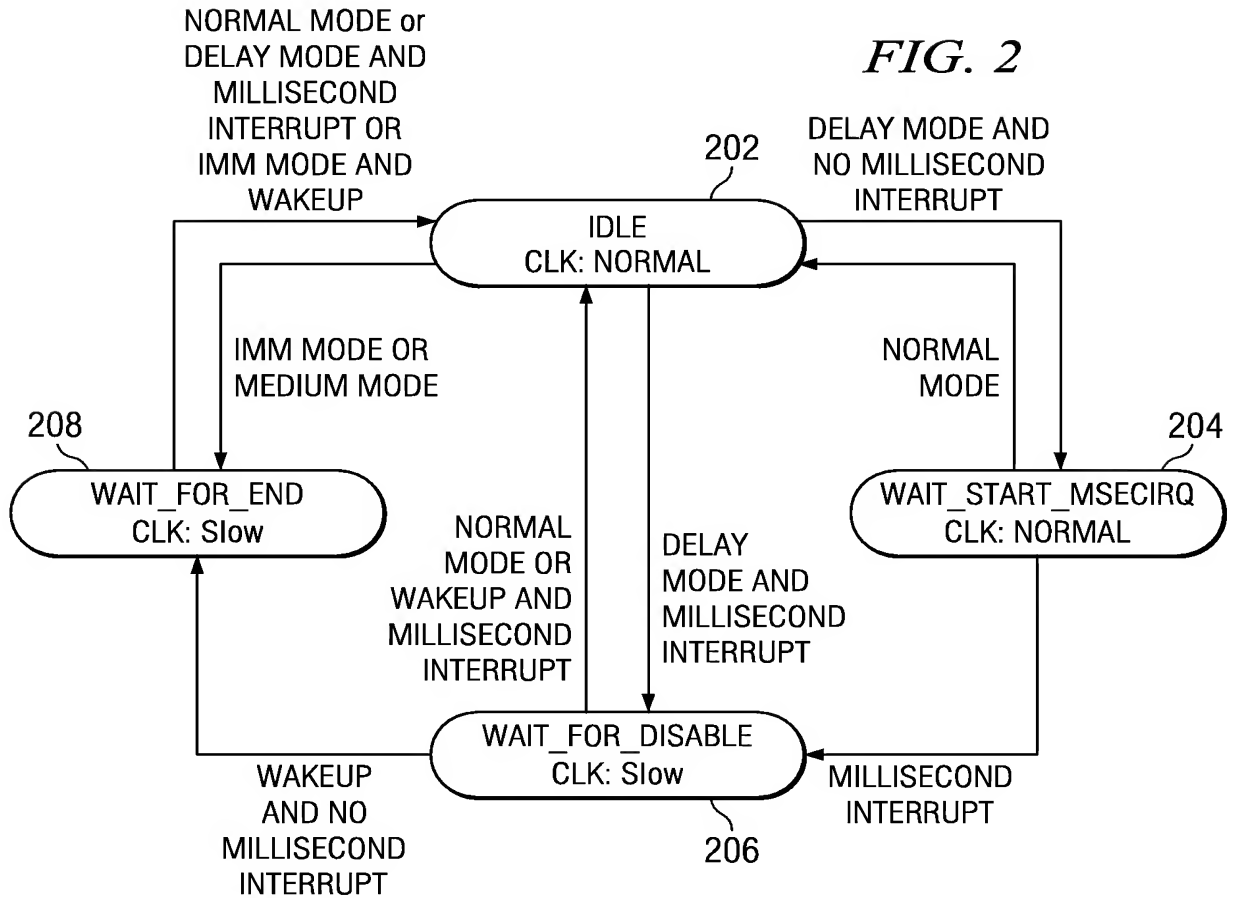 NORMAL MODE or
DELAY MODE AND
MILLISECOND
INTERRUPT OR
IMM MODE AND
WAKEUP
FIG. 2
DELAY MODE AND
NO MILLISECOND
INTERRUPT
202
IDLE
CLK: NORMAL
IMM MODE OR
MEDIUM MODE
NORMAL
MODE
208
WAIT_FOR_END
CLK: Slow
204
WAIT_START_MSECIRQ
CLK: NORMAL
NORMAL
MODE OR
WAKEUP AND
MILLISECOND
INTERRUPT
DELAY
MODE AND
MILLISECOND
INTERRUPT
WAIT_FOR_DISABLE
CLK: Slow
206
WAKEUP
AND NO
MILLISECOND
INTERRUPT
MILLISECOND
INTERRUPT